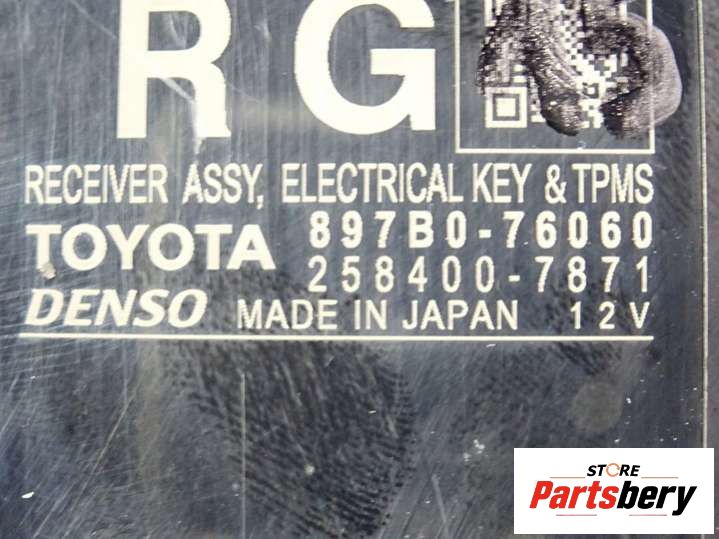 RG
RECEIVER ASSY, ELECTRICAL KEY & TPMS
TOYOTA 897B0-76060
258400-7871
DENSO MADE IN JAPAN 12V
STORE
Partsbery